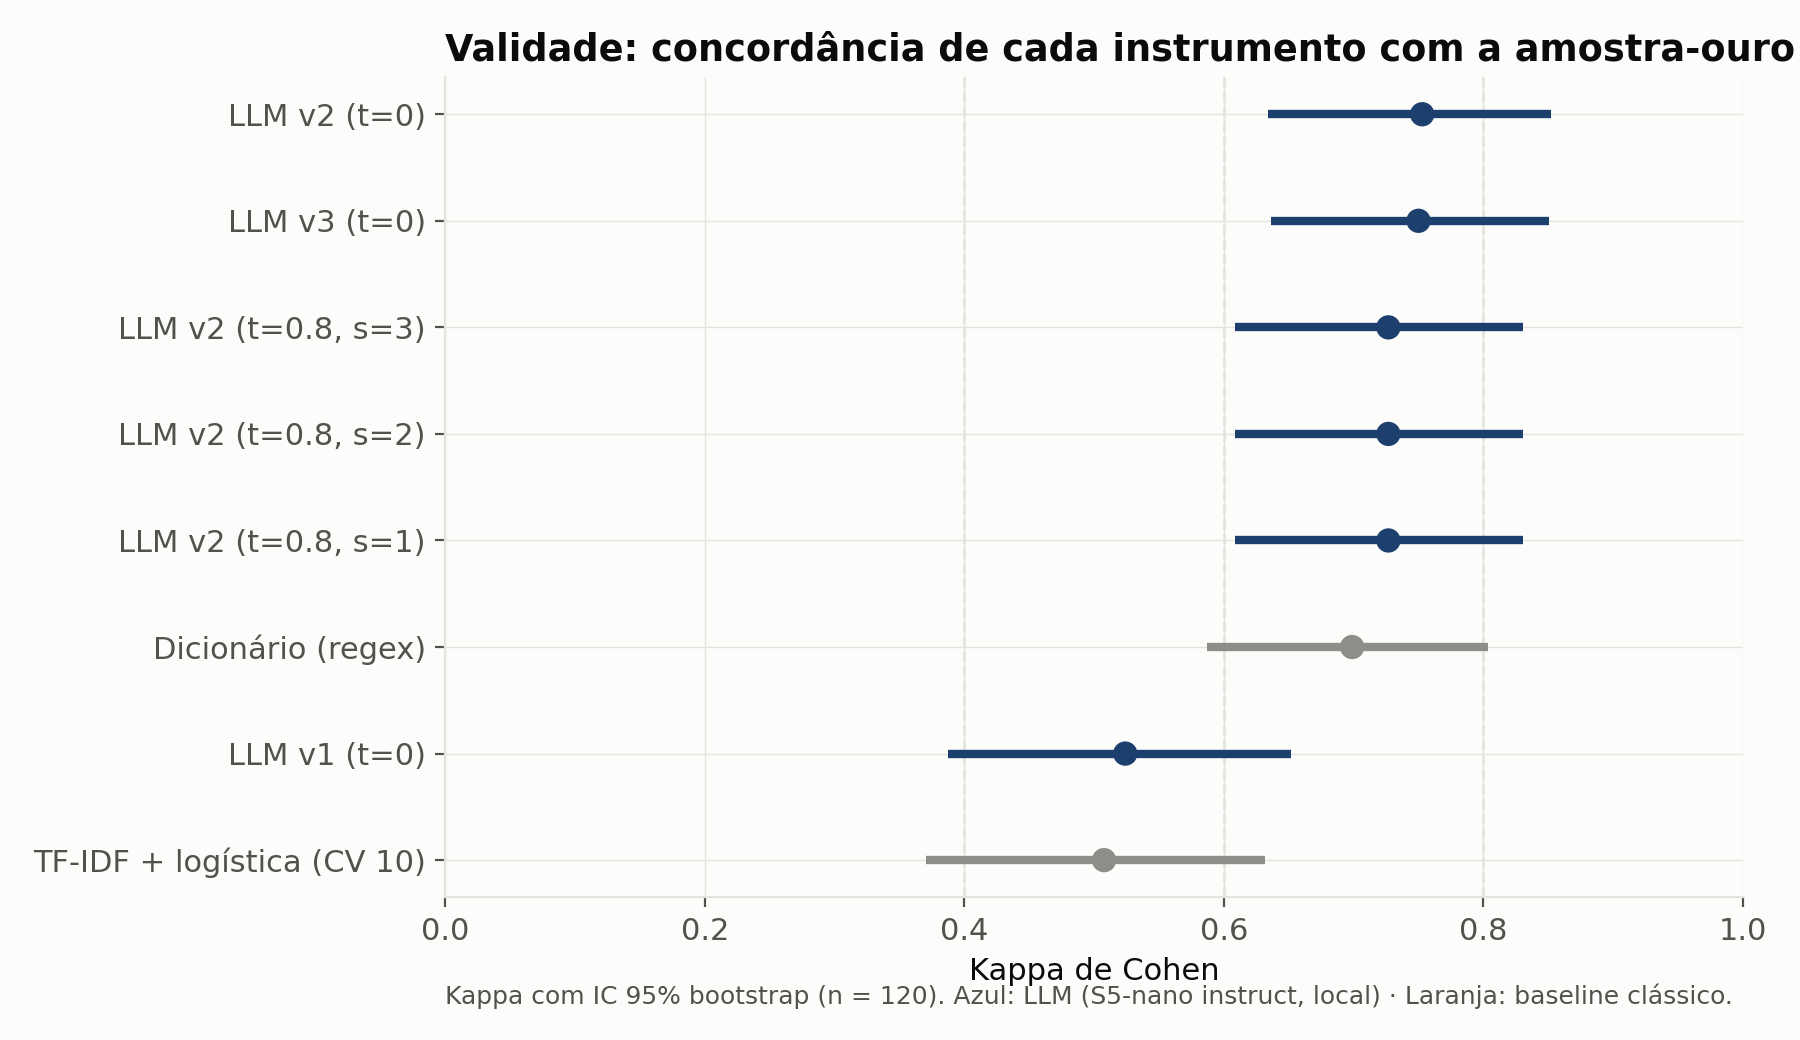 Validade: concordância de cada instrumento com a amostra-ouro
LLM v2 (t=0)
LLM v3 (t=0)
LLM v2 (t=0.8, s=3)
LLM v2 (t=0.8, s=2)
LLM v2 (t=0.8, s=1)
Dicionário (regex)
LLM v1 (t=0)
TF-IDF + logística (CV 10)
0.0 0.2 0.4 0.6 0.8 1.0
Kappa de Cohen
Kappa com IC 95% bootstrap (n = 120). Azul: LLM (S5-nano instruct, local) · Laranja: baseline clássico.